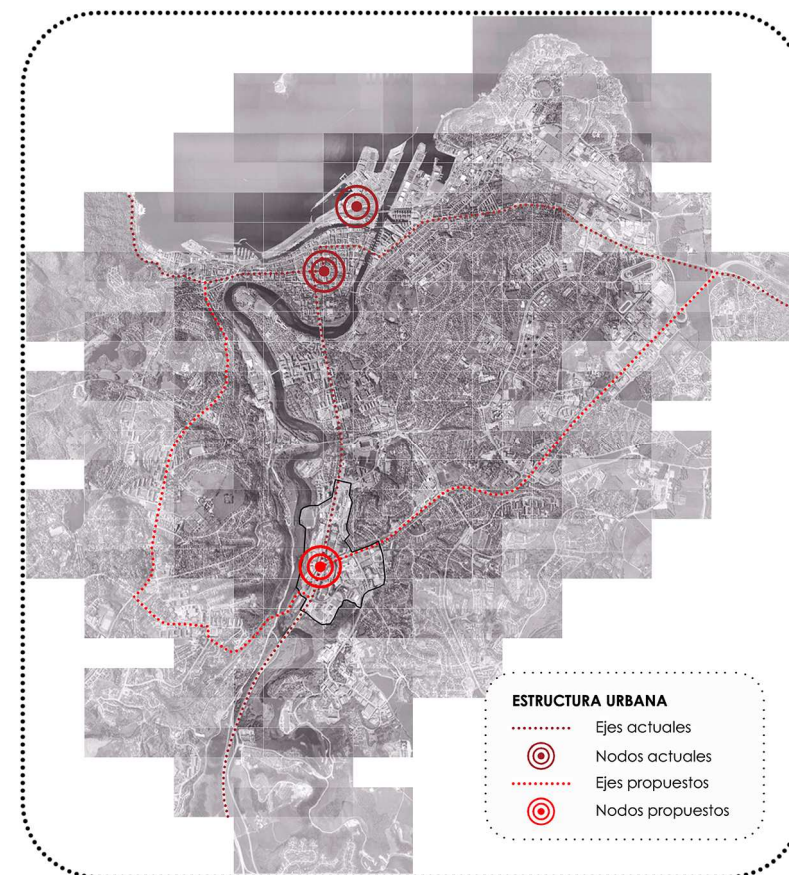 ESTRUCTURA URBANA
Ejes actuales
Nodos actuales
Ejes propuestos
Nodos propuestos